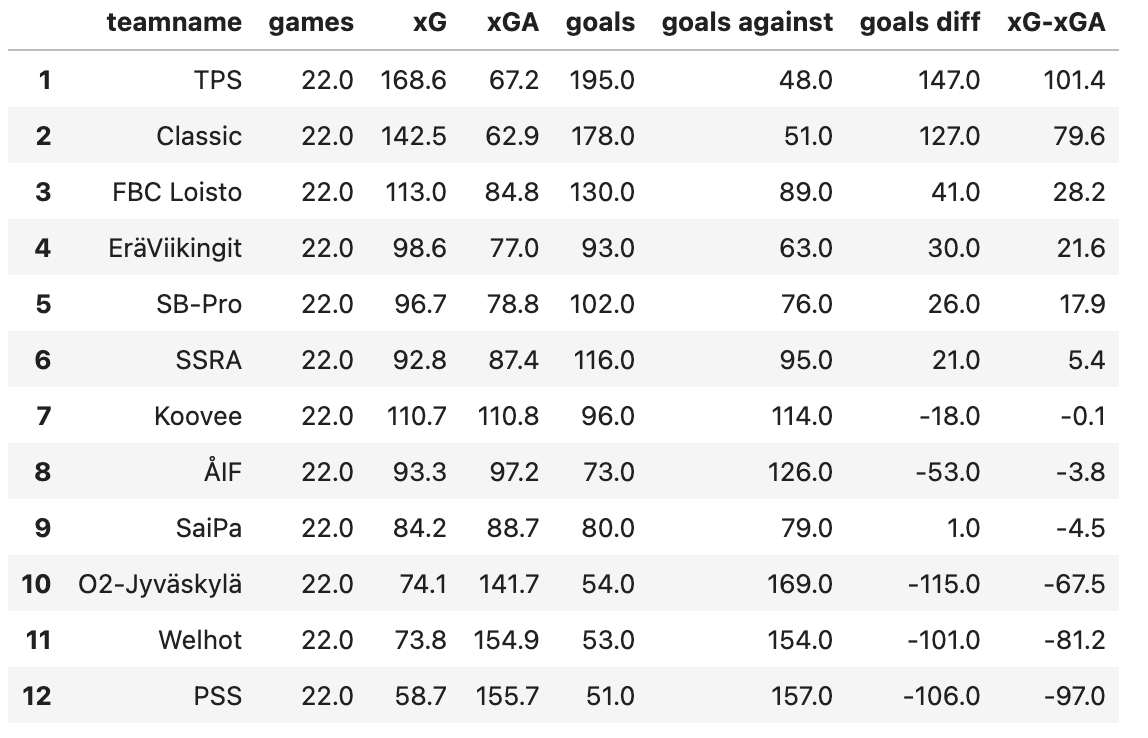 teamname games xG xGA goals goals against goals diff xG-xGA
1 TPS 22.0 168.6 67.2 195.0 48.0 147.0 101.4
2 Classic 22.0 142.5 62.9 178.0 51.0 127.0 79.6
3 FBC Loisto 22.0 113.0 84.8 130.0 89.0 41.0 28.2
4 EräViikingit 22.0 98.6 77.0 93.0 63.0 30.0 21.6
5 SB-Pro 22.0 96.7 78.8 102.0 76.0 26.0 17.9
6 SSRA 22.0 92.8 87.4 116.0 95.0 21.0 5.4
7 Koovee 22.0 110.7 110.8 96.0 114.0 -18.0 -0.1
8 ÅIF 22.0 93.3 97.2 73.0 126.0 -53.0 -3.8
9 SaiPa 22.0 84.2 88.7 80.0 79.0 1.0 -4.5
10 O2-Jyväskylä 22.0 74.1 141.7 54.0 169.0 -115.0 -67.5
11 Welhot 22.0 73.8 154.9 53.0 154.0 -101.0 -81.2
12 PSS 22.0 58.7 155.7 51.0 157.0 -106.0 -97.0